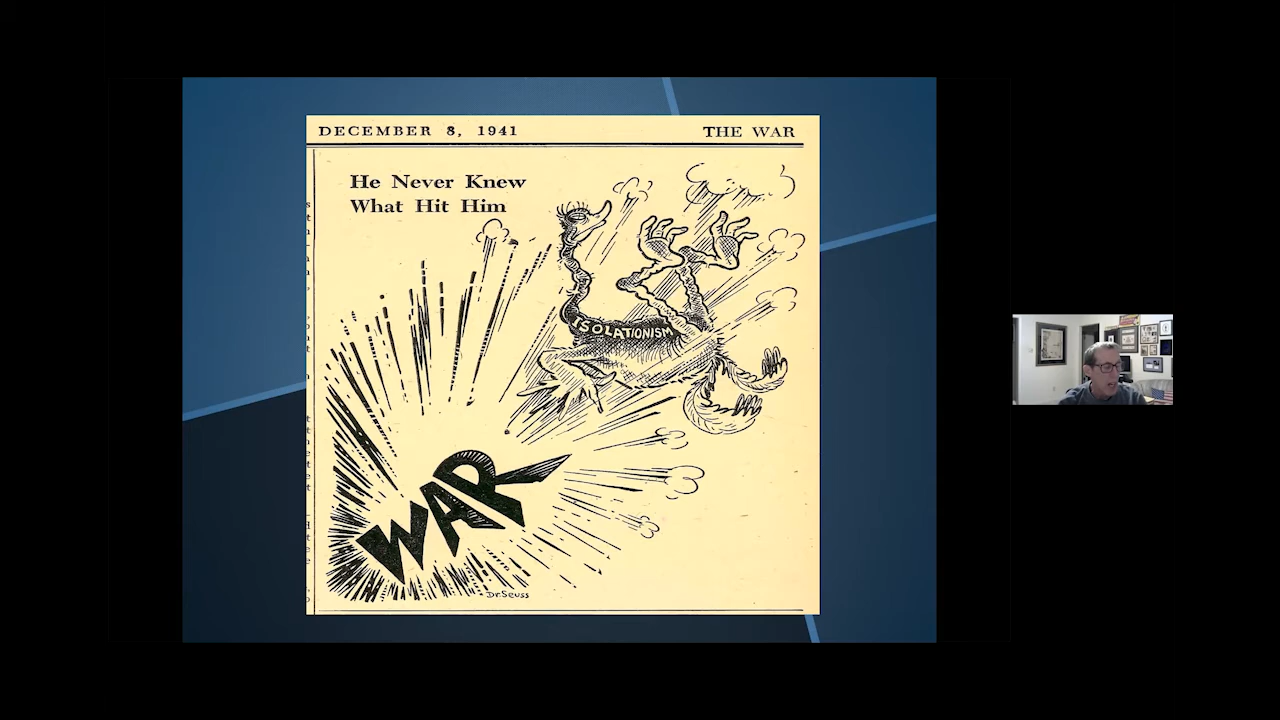 DECEMBER 8, 1941
THE WAR
He Never Knew
What Hit Him
ISOLATIONISM
WAR
Dr. Seuss